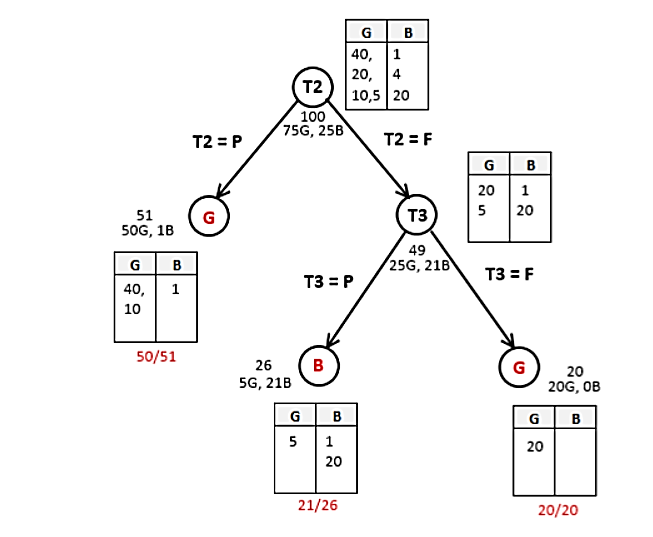 G B
40, 1
20, 4
10,5 20
T2
100
75G, 25B
T2 = P
T2 = F
G B
20 1
5 20
51
50G, 1B
G
T3
49
25G, 21B
G B
40, 1
10
50/51
T3 = P
T3 = F
26
5G, 21B
B
G
20
20G, 0B
G B
5 1
20
21/26
G B
20
20/20